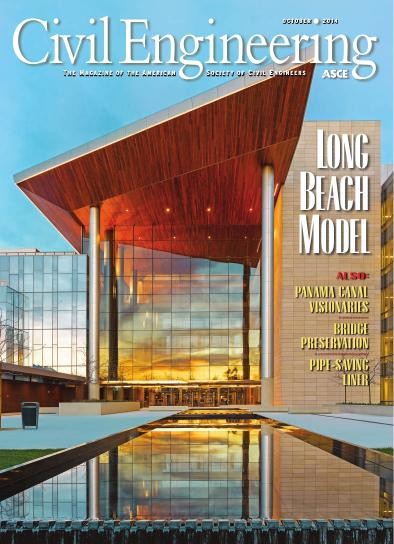 OCTOBER ● 2014
Civil Engineering
THE MAGAZINE OF THE AMERICAN SOCIETY OF CIVIL ENGINEERS ASCE
LONG
BEACH
MODEL
ALSO:
PANAMA CANAL
VISIONARIES
BRIDGE
PRESERVATION
PIPE-SAVING
LINER